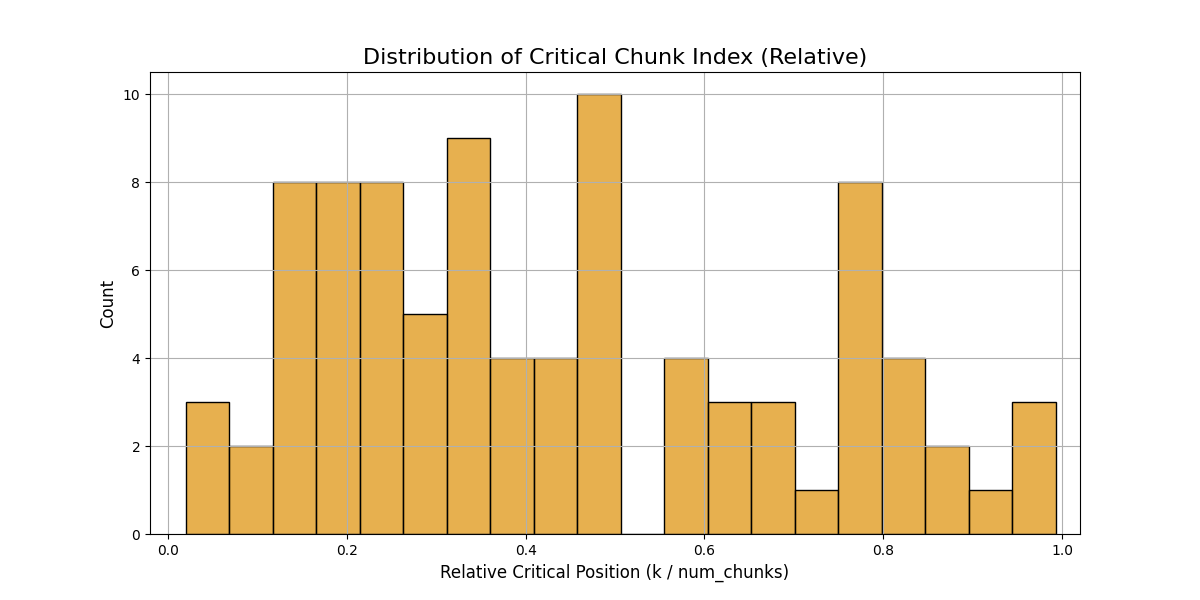 Distribution of Critical Chunk Index (Relative)
10
8
6
4
2
0
Count
0.0 0.2 0.4 0.6 0.8 1.0
Relative Critical Position (k / num_chunks)